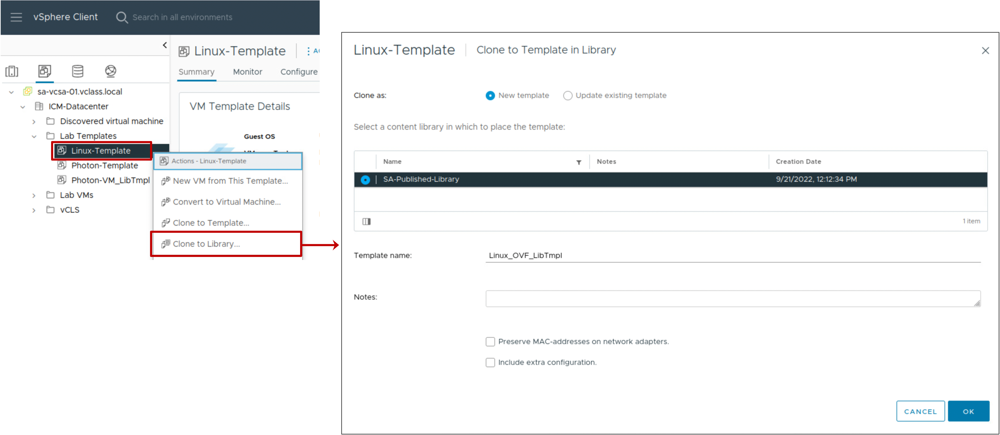 vSphere Client
Search in all environments
Linux-Template
Summary Monitor Configure
sa-vcsa-01.vclass.local
ICM-Datacenter
Discovered virtual machine
Lab Templates
Linux-Template
Photon-Template
Photon-VM_LibTmpl
Lab VMs
vCLS
VM Template Details
Guest OS
Actions - Linux-Template
New VM from This Template...
Convert to Virtual Machine...
Clone to Template...
Clone to Library...
Linux-Template Clone to Template in Library
Clone as: New template Update existing template
Select a content library in which to place the template:
Name Notes Creation Date
SA-Published-Library 9/21/2022, 12:12:34 PM
1 item
Template name: Linux_OVF_LibTmpl
Notes:
Preserve MAC-addresses on network adapters.
Include extra configuration.
CANCEL OK